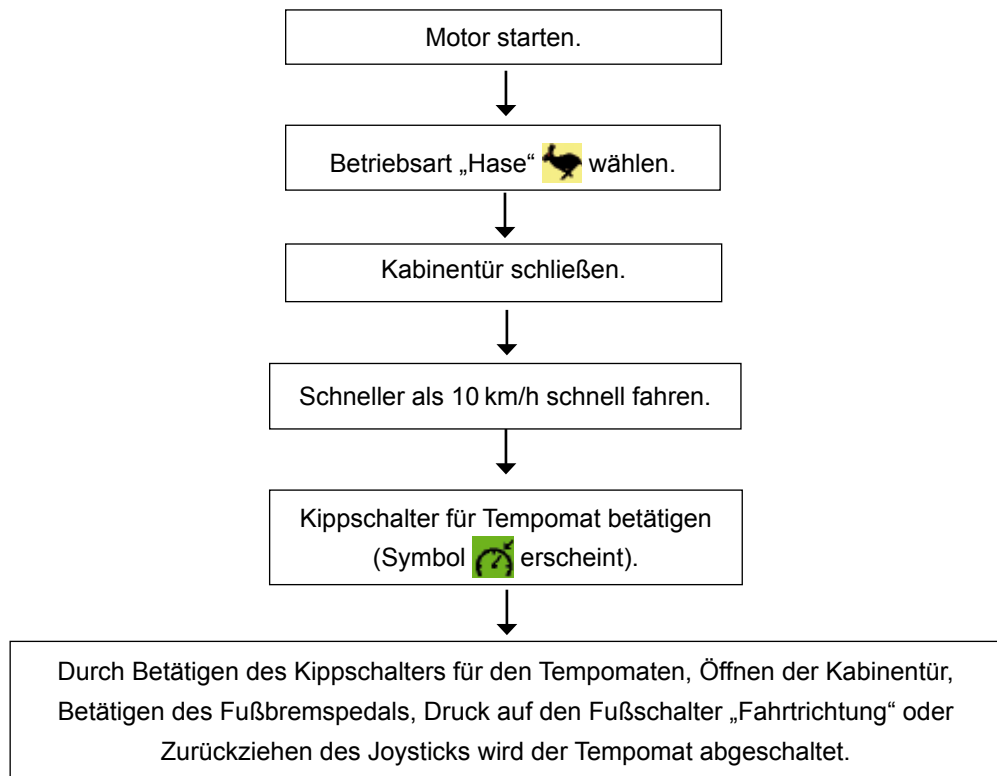 Motor starten.
Betriebsart „Hase“ wählen.
Kabinentür schließen.
Schneller als 10 km/h schnell fahren.
Kippschalter für Tempomat betätigen
(Symbol erscheint).
Durch Betätigen des Kippschalters für den Tempomaten, Öffnen der Kabinentür,
Betätigen des Fußbremspedals, Druck auf den Fußschalter „Fahrtrichtung“ oder
Zurückziehen des Joysticks wird der Tempomat abgeschaltet.